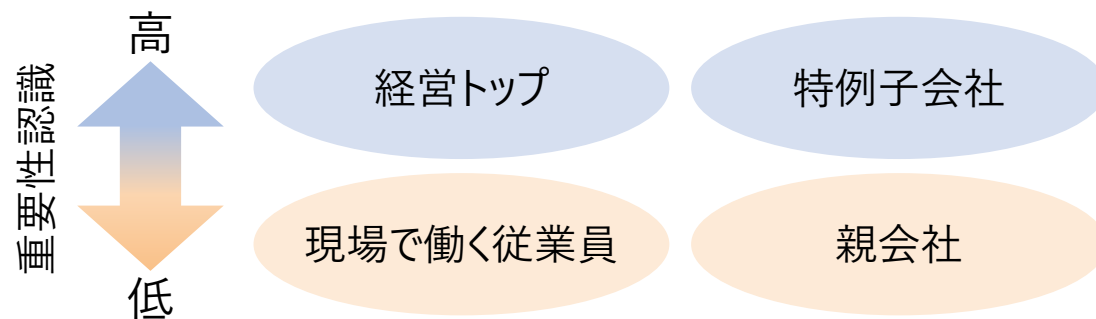 重要性認識
高
経営トップ
特例子会社
現場で働く従業員
親会社
低